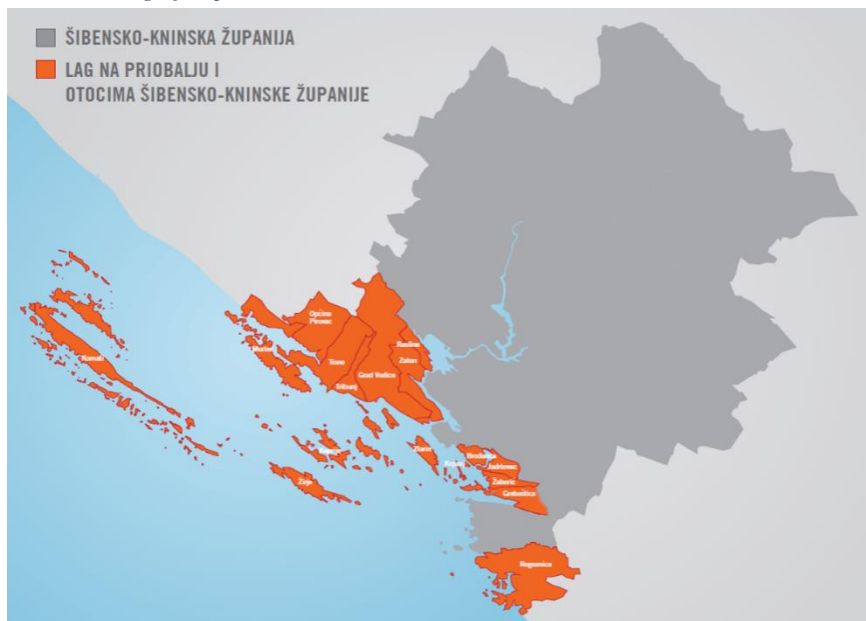 ŠIBENSKO-KNINSKA ŽUPANIJA
LAG NA PRIOBALJU I
OTOCIMA ŠIBENSKO-KNINSKE ŽUPANIJE
Općina
Pirovac
Raslina
Murter
Kornati
Tisno
Zaton
Grad Vodice
Tribunj
Zlarin
Brodarica
Krapanj
Jadrtovac
Žirje
Žaborić
Grebaštica
Rogoznica